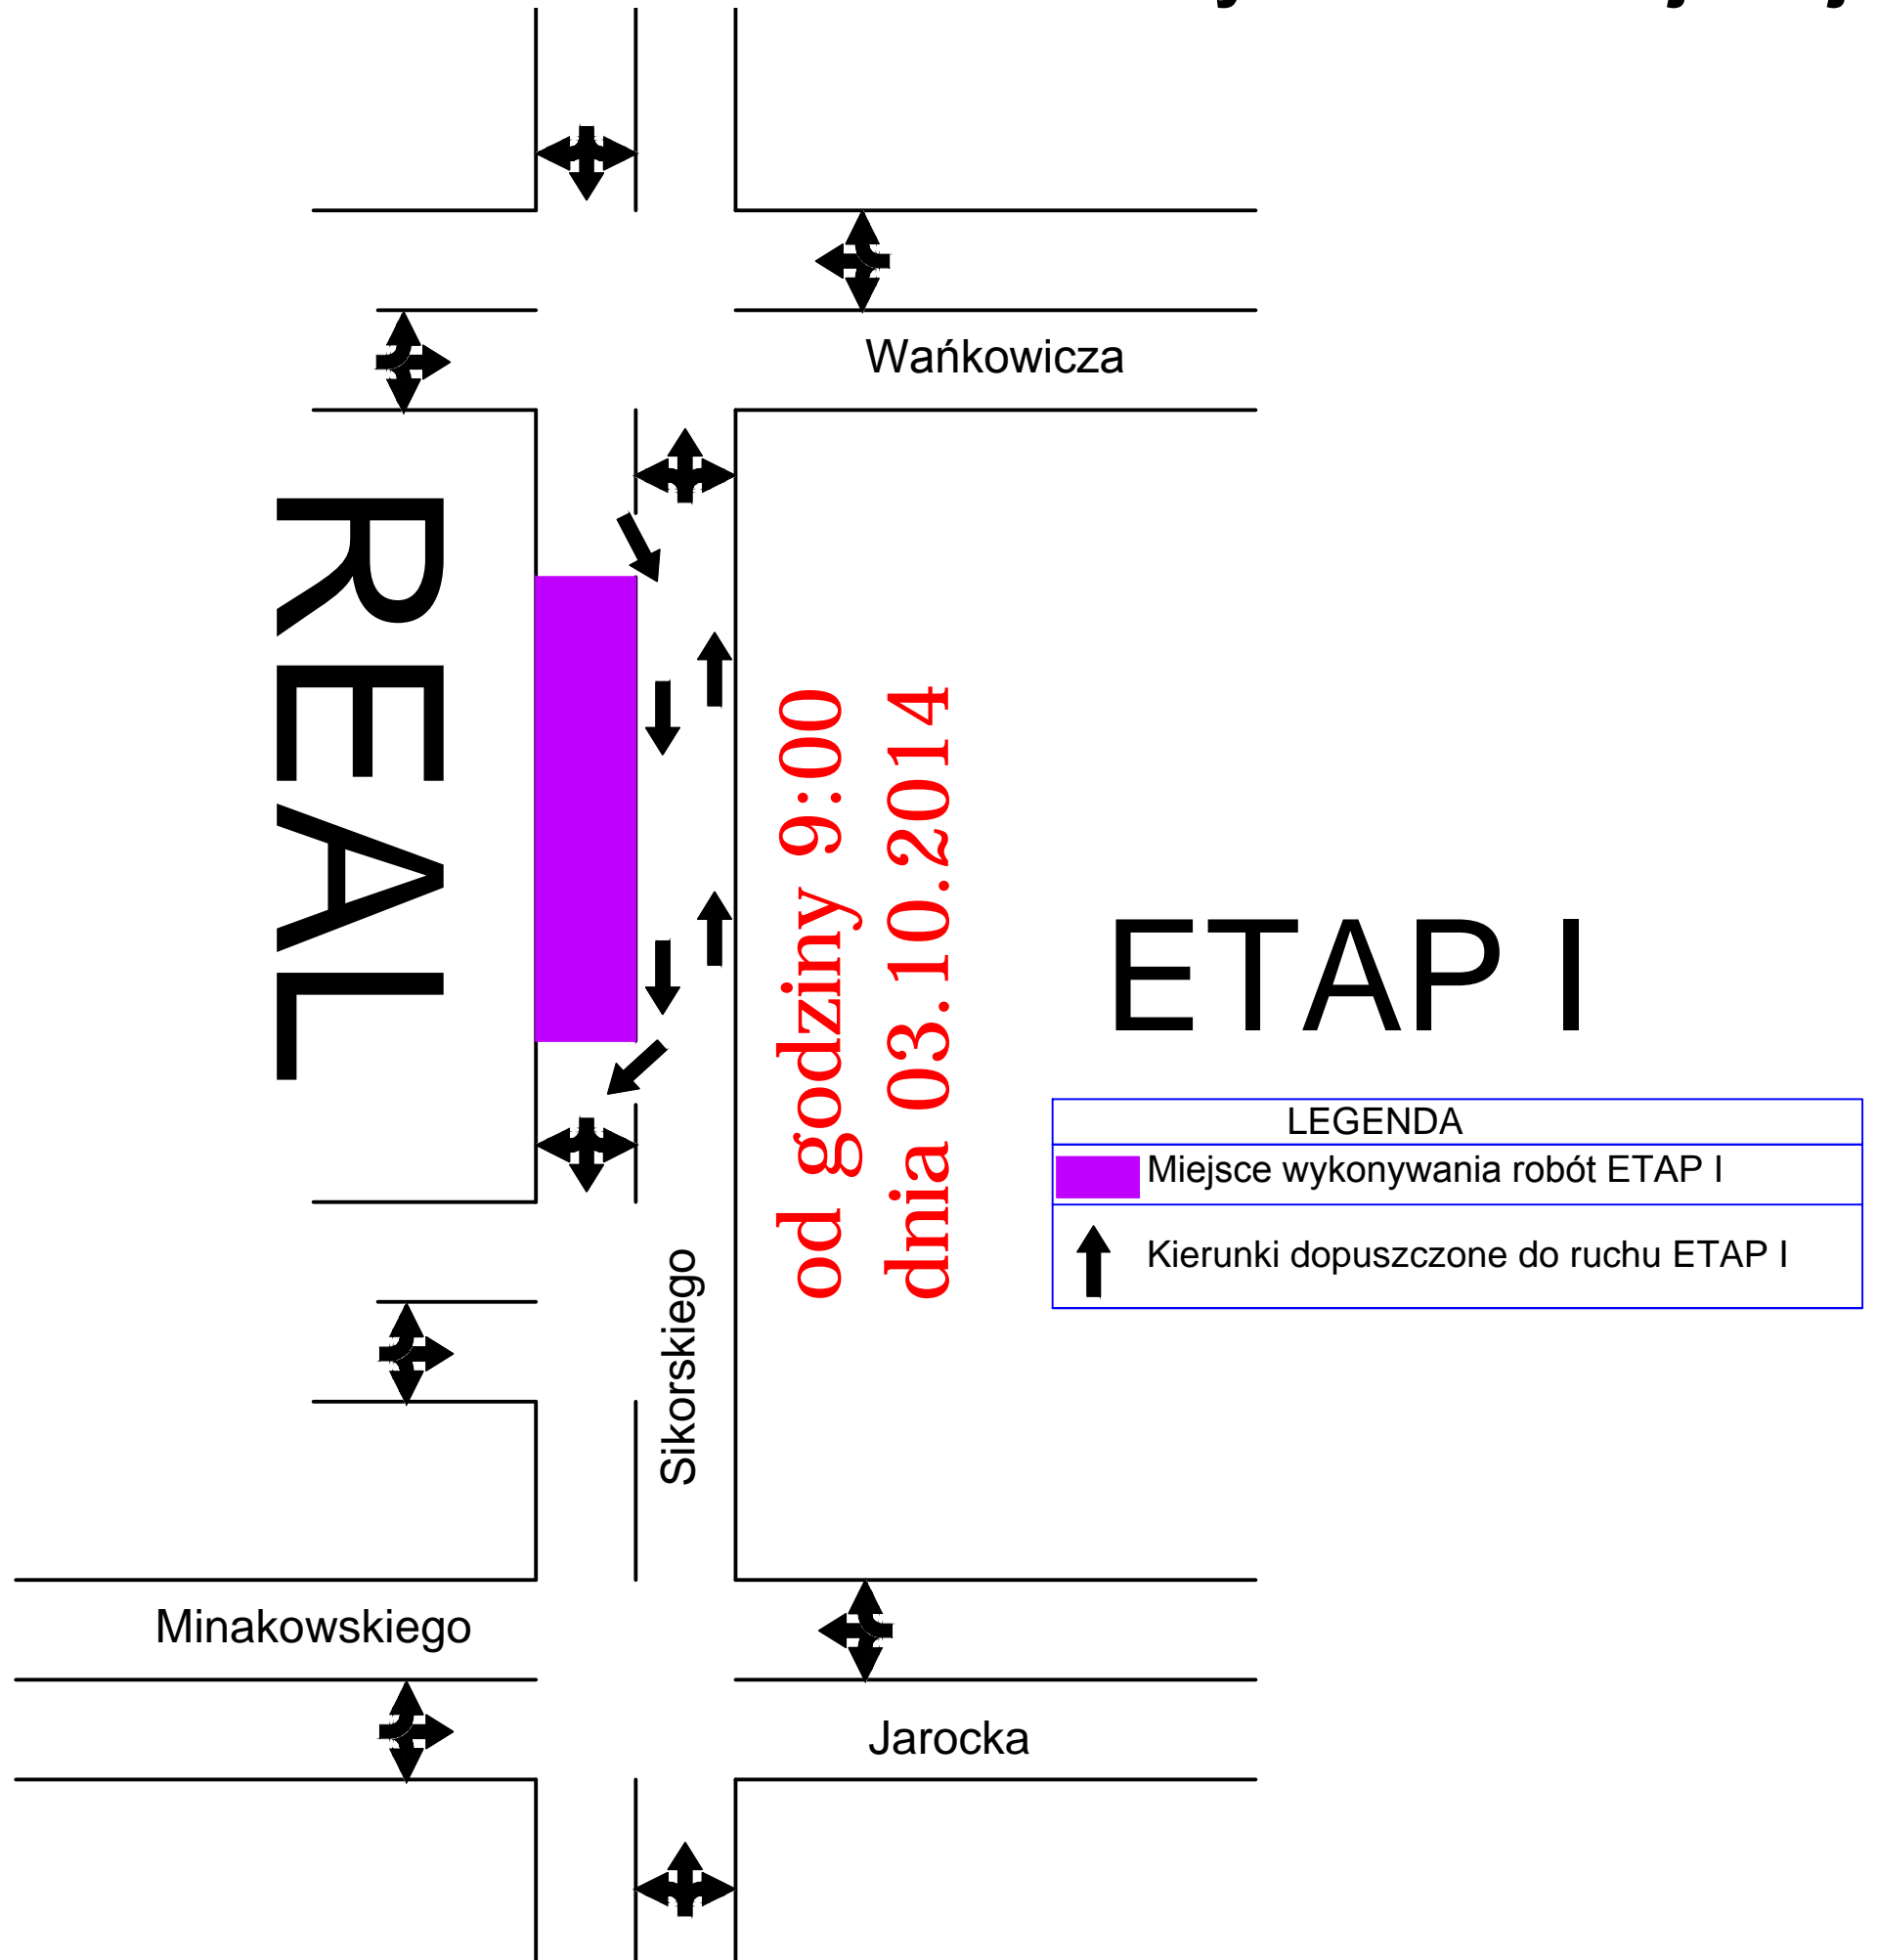 Wańkowicza
REAL
od godziny 9:00
dnia 03.10.2014
ETAP I
LEGENDA
Miejsce wykonywania robót ETAP I
Kierunki dopuszczone do ruchu ETAP I
Sikorskiego
Minakowskiego
Jarocka